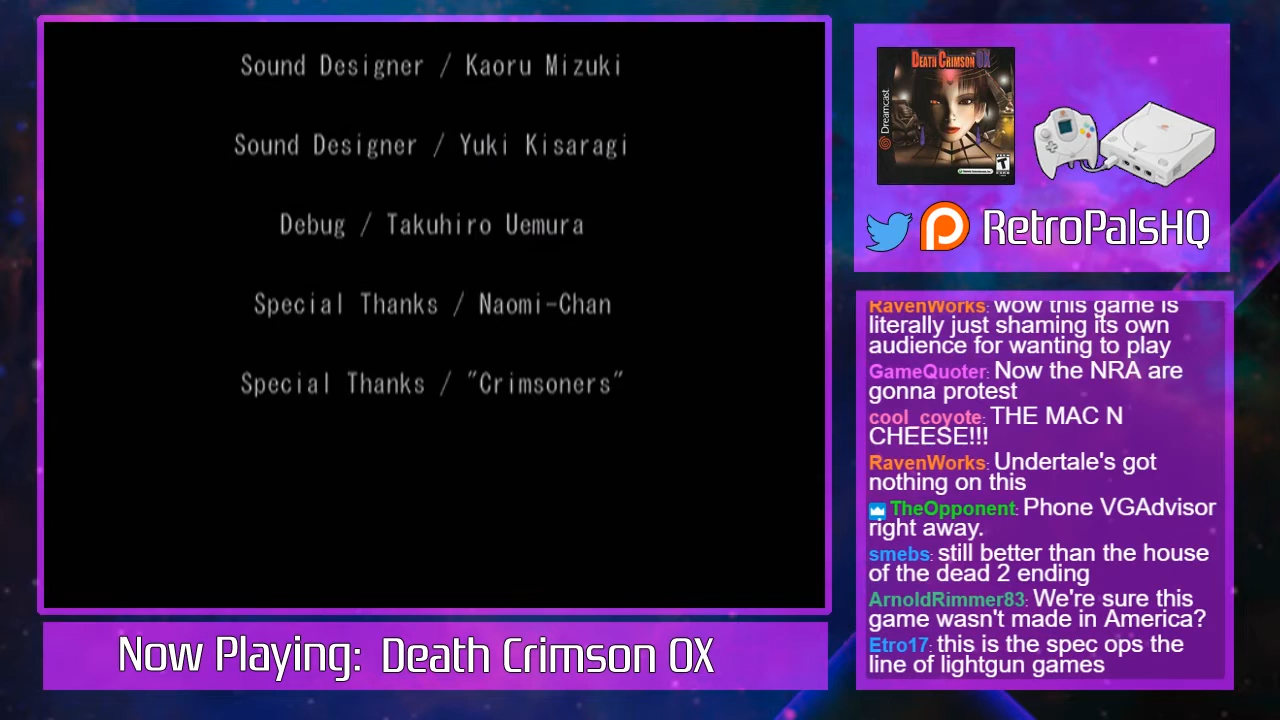 Sound Designer / Kaoru Mizuki
Sound Designer / Yuki Kisaragi
Debug / Takuhiro Uemura
Special Thanks / Naomi-Chan
Special Thanks / "Crimsoners"
Now Playing: Death Crimson OX
DEATH CRIMSON OX
Dreamcast
T
RetroPalsHQ
RavenWorks: wow this game is
literally just shaming its own
audience for wanting to play
GameQuoter: Now the NRA are
gonna protest
cool_coyote: THE MAC N
CHEESE!!!
RavenWorks: Undertale's got
nothing on this
TheOpponent: Phone VGAdvisor
right away.
smebs: still better than the house
of the dead 2 ending
ArnoldRimmer83: We're sure this
game wasn't made in America?
Etro17: this is the spec ops the
line of lightgun games